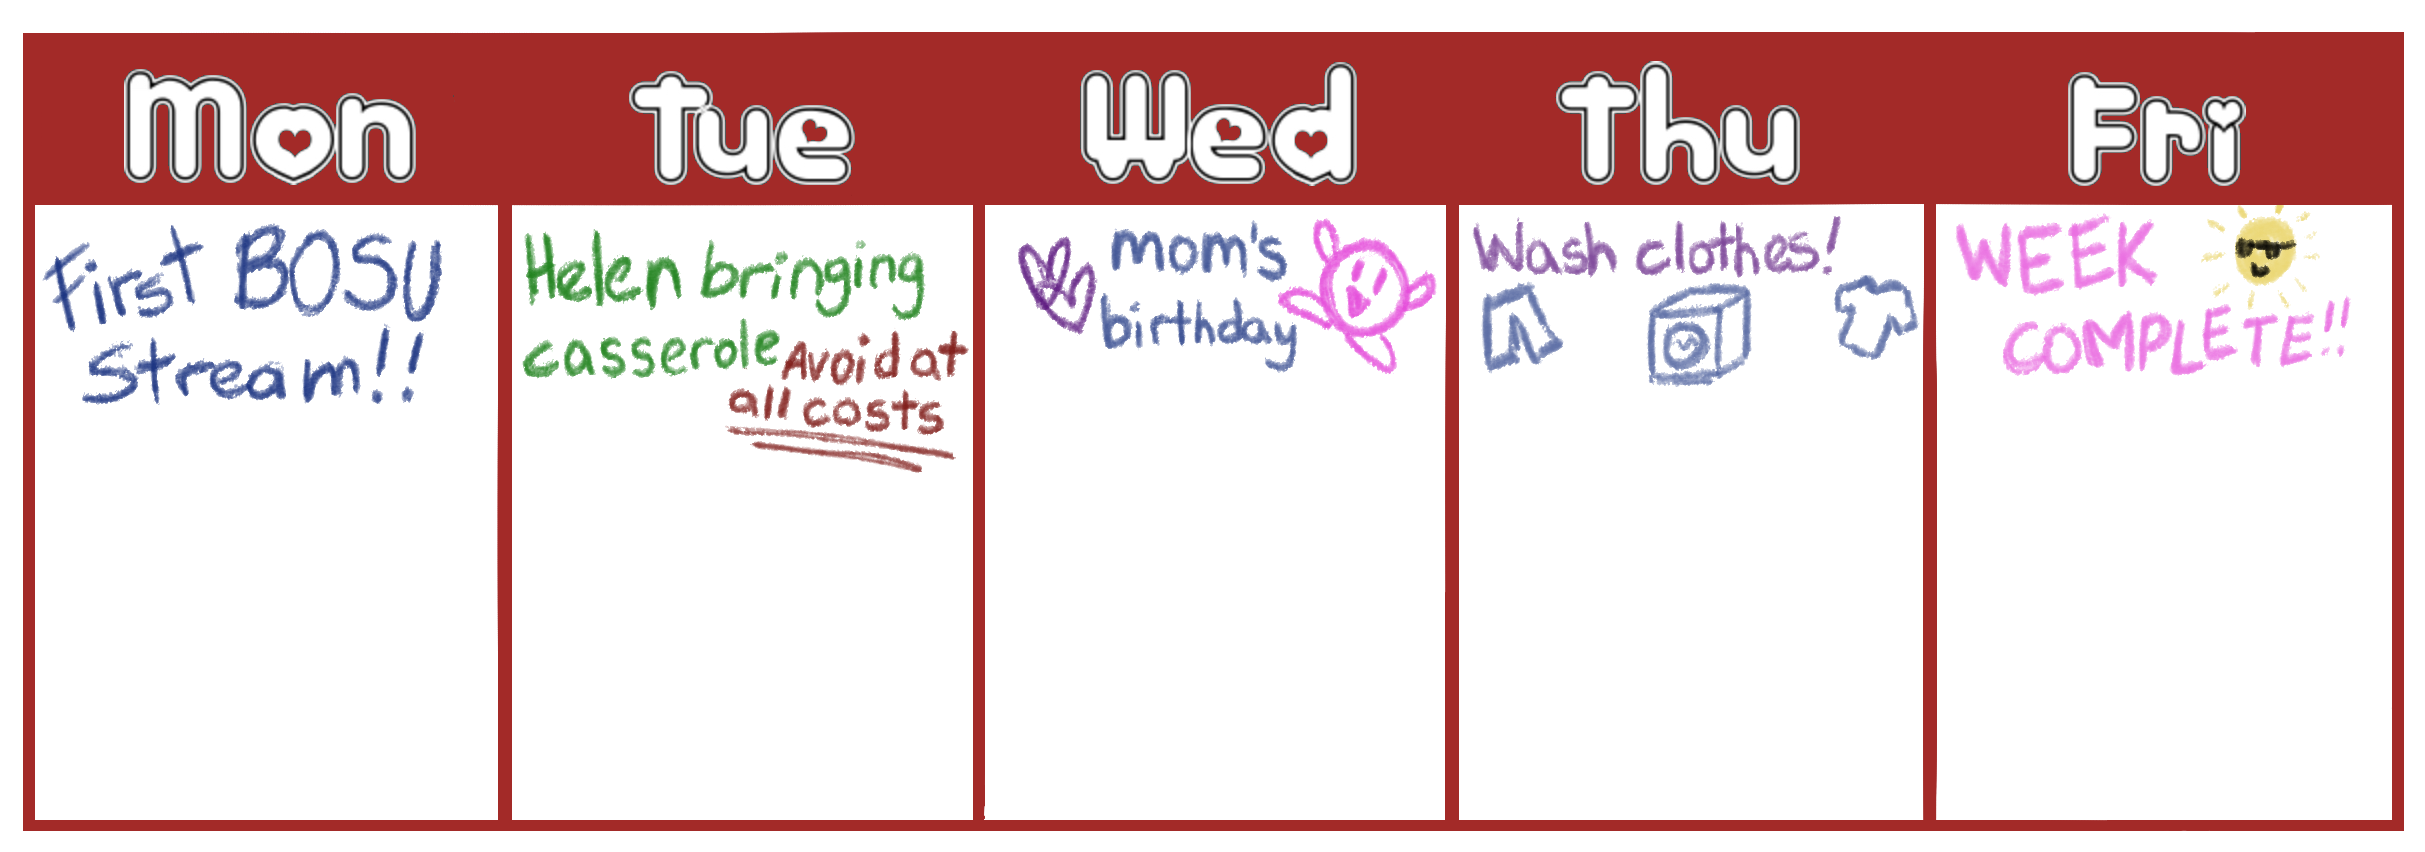 Mon
Tue
Wed
Thu
Fri
First BOSU
Stream!!
Helen bringing
casserole
Avoid at
all costs
mom's
birthday
Wash clothes!
WEEK
COMPLETE!!